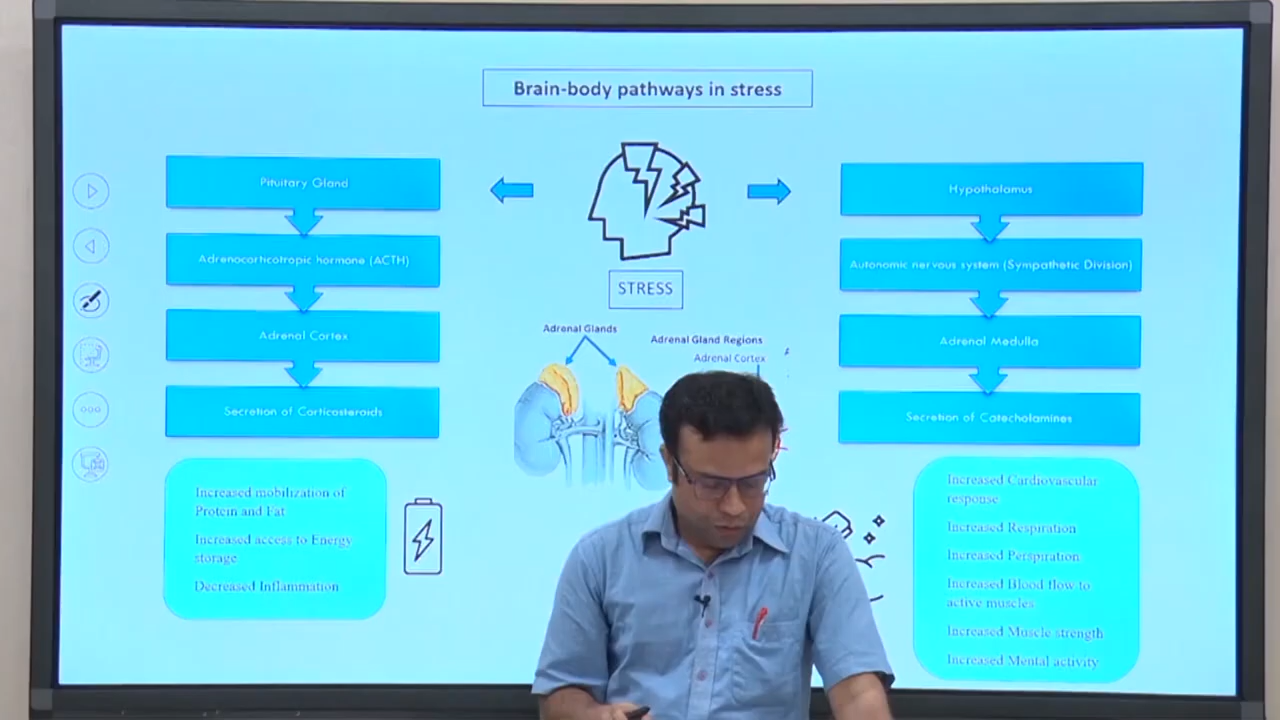 Brain-body pathways in stress
Pituitary Gland
Adrenocorticotropic hormone (ACTH)
Adrenal Cortex
Secretion of Corticosteroids
Increased mobilization of
Protein and Fat
Increased access to Energy
storage
Decreased Inflammation
STRESS
Adrenal Glands
Adrenal Gland Regions
Adrenal Cortex
Hypothalamus
Autonomic nervous system (Sympathetic Division)
Adrenal Medulla
Secretion of Catecholamines
Increased Cardiovascular
response
Increased Respiration
Increased Perspiration
Increased Blood flow to
active muscles
Increased Muscle strength
Increased Mental activity